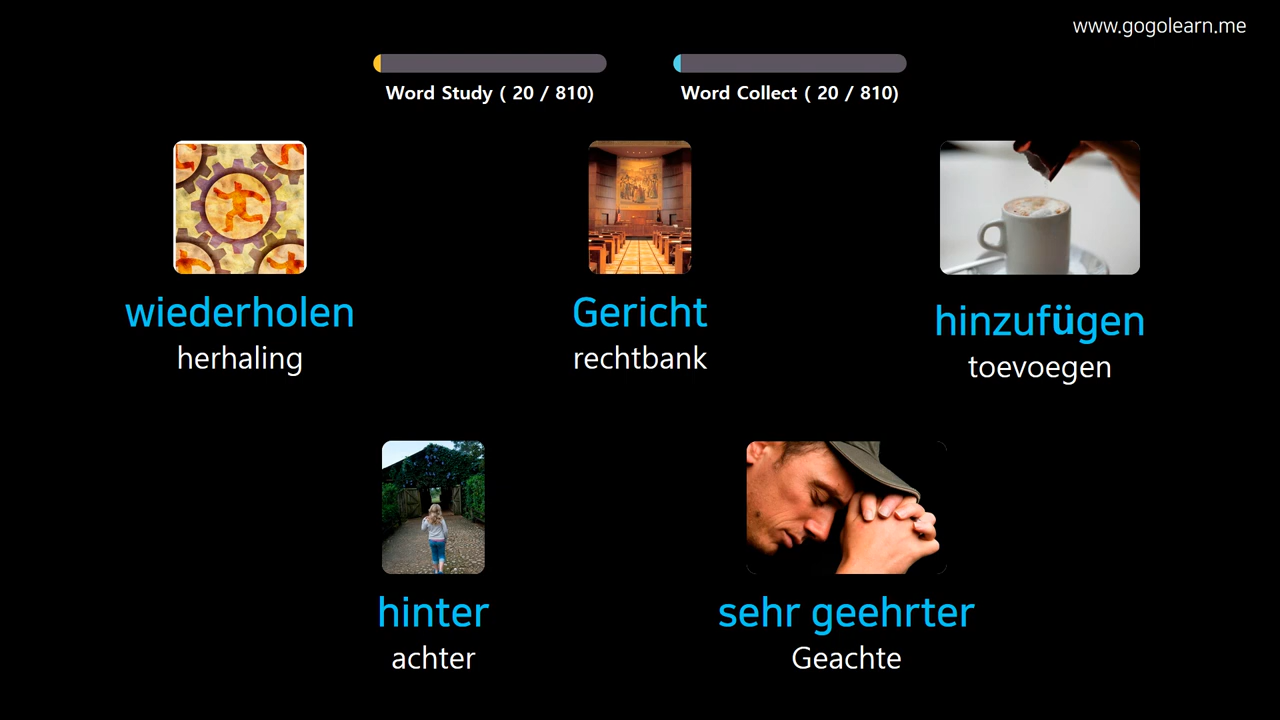 www.gogolearn.me
Word Study ( 20 / 810)
Word Collect ( 20 / 810)
wiederholen
herhaling
Gericht
rechtbank
hinzufügen
toevoegen
hinter
achter
sehr geehrter
Geachte